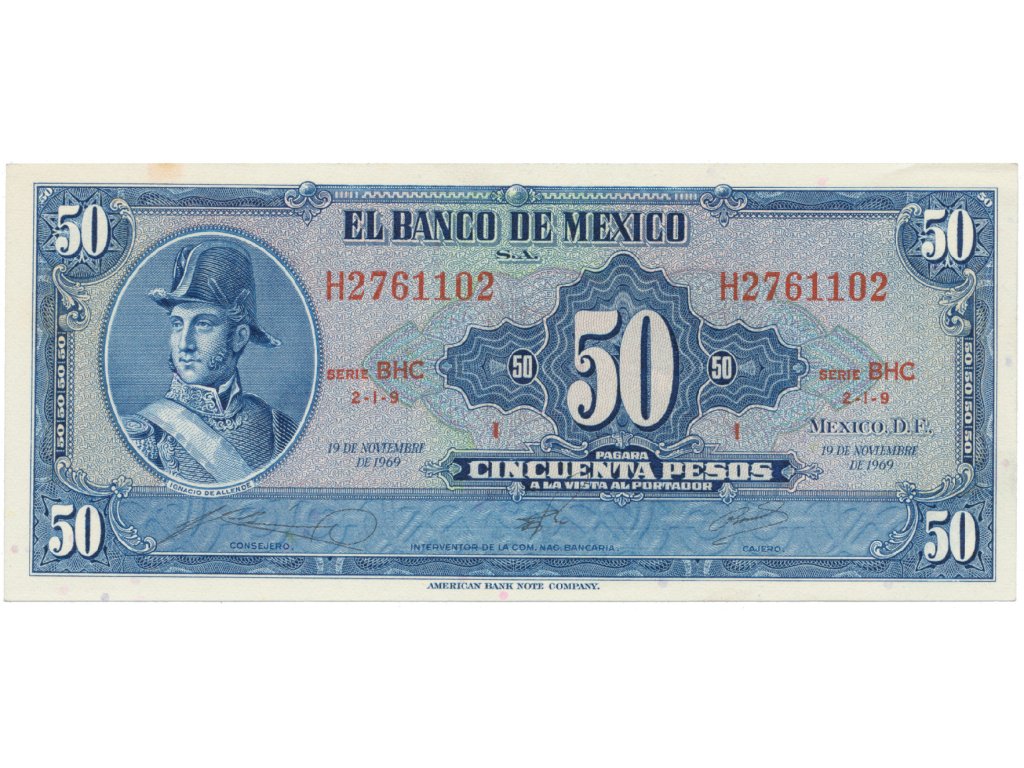 50 50
EL BANCO DE MEXICO
S.A.
H2761102 H2761102
50 50 50
SERIE BHC SERIE BHC
2-1-9 2-1-9
I I
MEXICO, D. F.,
19 DE NOVIEMBRE 19 DE NOVIEMBRE
DE 1969 DE 1969
PAGARA
CINCUENTA PESOS
A LA VISTA AL PORTADOR
IGNACIO DE ALLENDE
50 50
CONSEJERO. INTERVENTOR DE LA COM. NAC. BANCARIA. CAJERO.
AMERICAN BANK NOTE COMPANY.